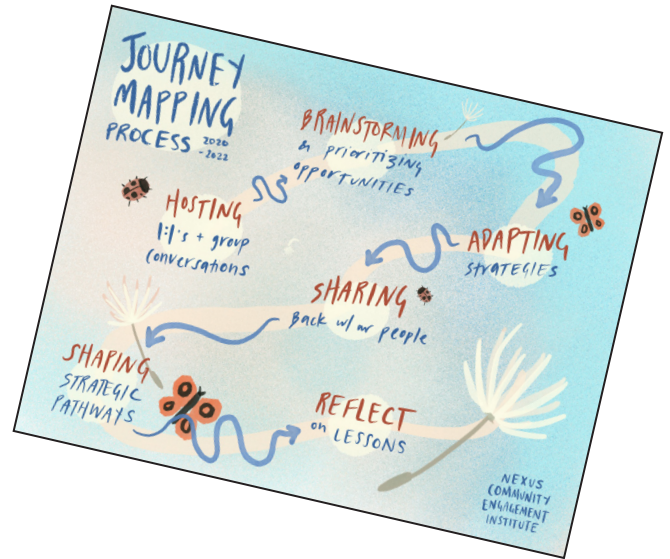 JOURNEY
MAPPING
PROCESS 2020
-2022
HOSTING
1:1's + group
conversations
BRAINSTORMING
& prioritizing
opportunities
ADAPTING
STRATEGIES
SHARING
Back w/ our people
SHAPING
STRATEGIC
PATHWAYS
REFLECT
on LESSONS
NEXUS
COMMUNITY
ENGAGEMENT
INSTITUTE